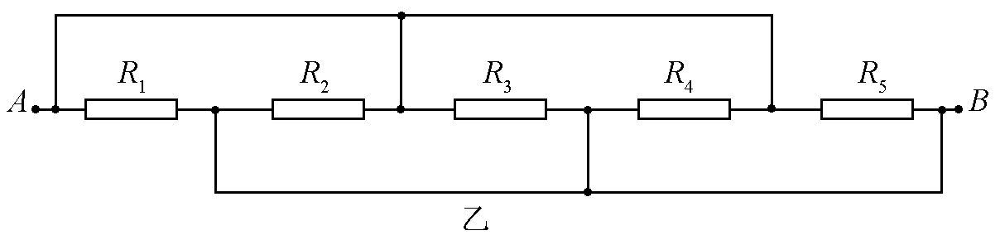 A R₁ R₂ R₃ R₄ R₅ B
乙